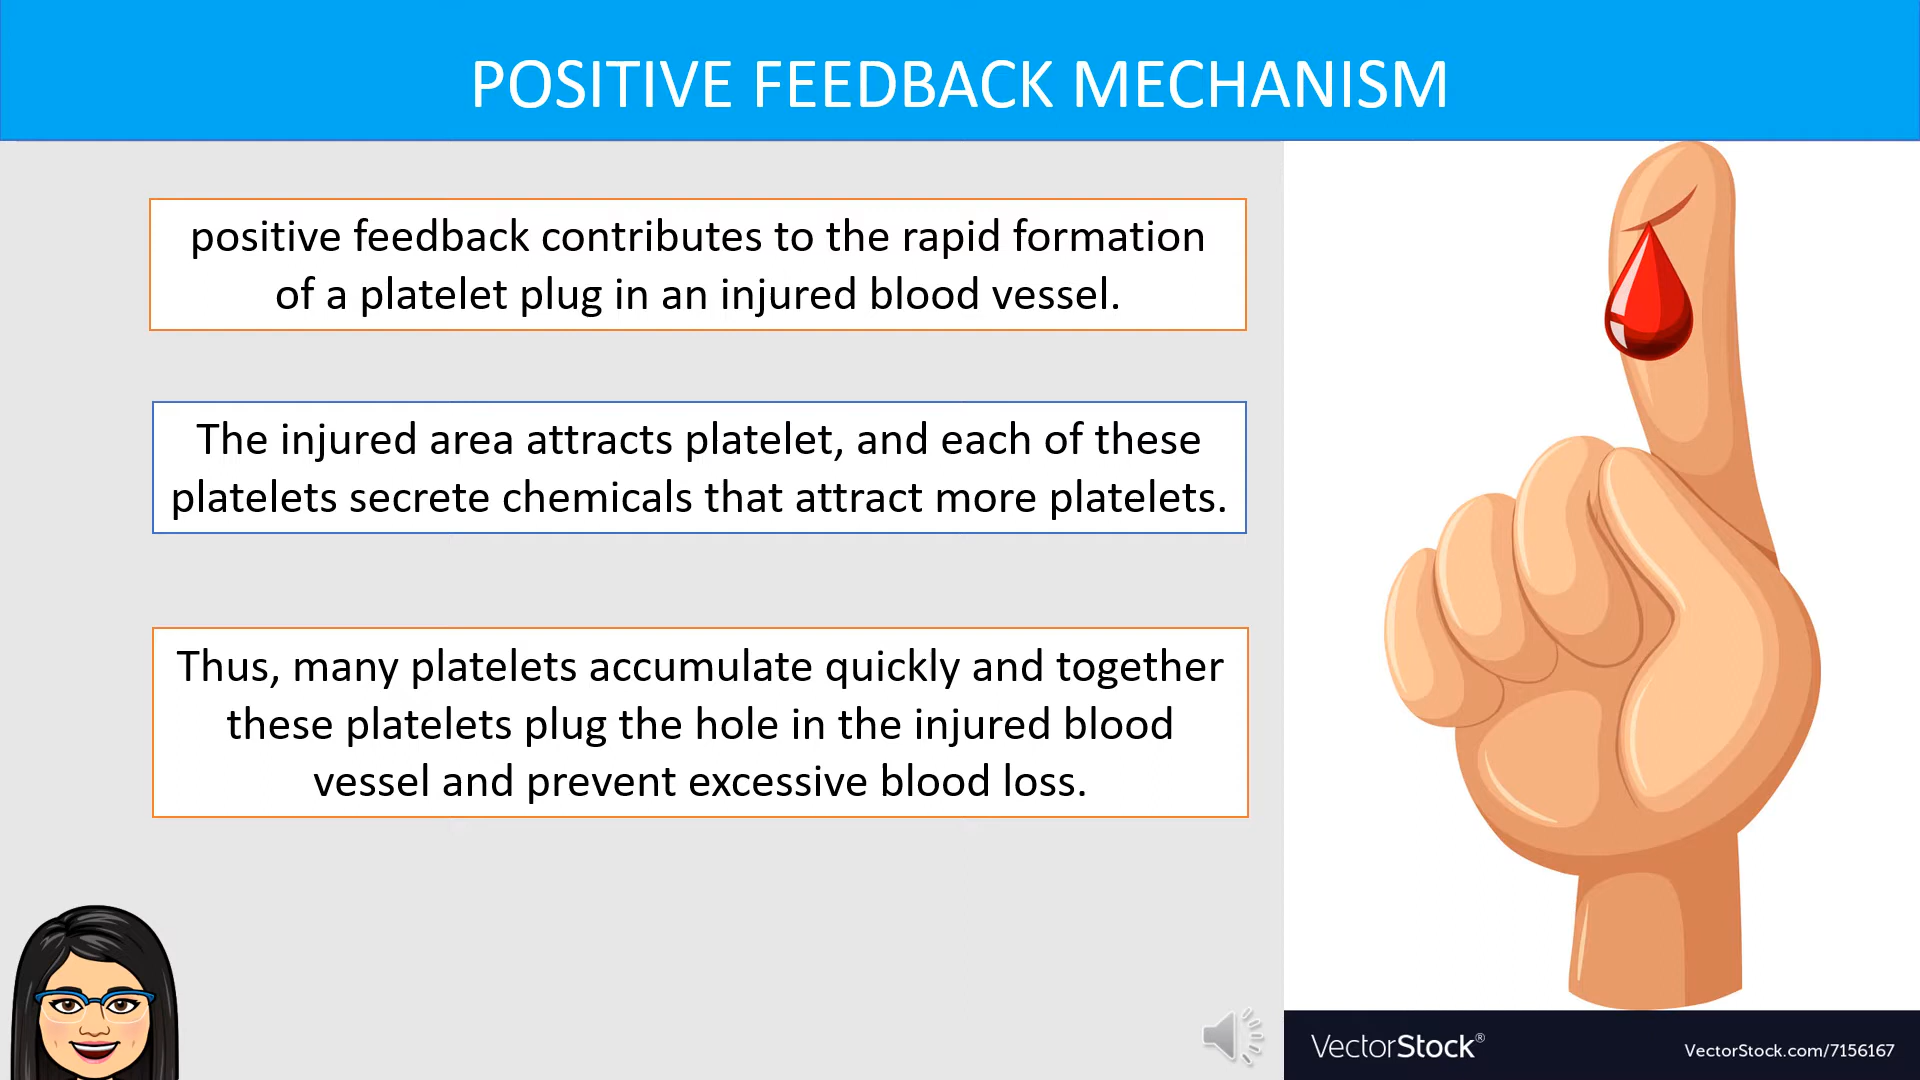 POSITIVE FEEDBACK MECHANISM
positive feedback contributes to the rapid formation
of a platelet plug in an injured blood vessel.
The injured area attracts platelet, and each of these
platelets secrete chemicals that attract more platelets.
Thus, many platelets accumulate quickly and together
these platelets plug the hole in the injured blood
vessel and prevent excessive blood loss.
VectorStock®
VectorStock.com/7156167